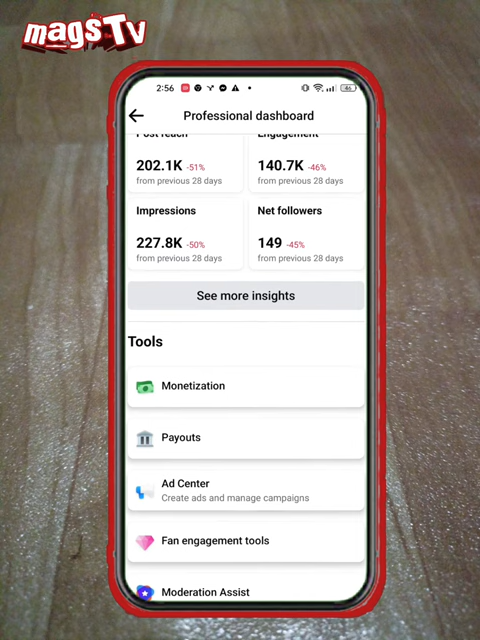 magsTv
2:56
86
Professional dashboard
Post reach
Engagement
202.1K -51%
140.7K -46%
from previous 28 days
from previous 28 days
Impressions
Net followers
227.8K -50%
149 -45%
from previous 28 days
from previous 28 days
See more insights
Tools
Monetization
Payouts
Ad Center
Create ads and manage campaigns
Fan engagement tools
Moderation Assist